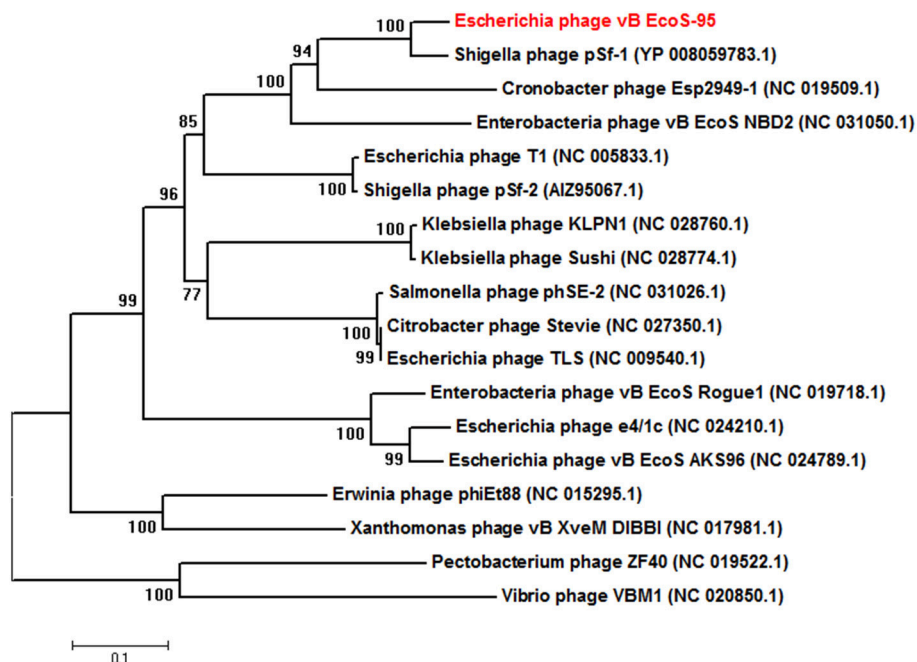 Escherichia phage vB EcoS-95
100
Shigella phage pSf-1 (YP 008059783.1)
94
Cronobacter phage Esp2949-1 (NC 019509.1)
100
Enterobacteria phage vB EcoS NBD2 (NC 031050.1)
85
Escherichia phage T1 (NC 005833.1)
100
Shigella phage pSf-2 (AIZ95067.1)
96
Klebsiella phage KLPN1 (NC 028760.1)
100
Klebsiella phage Sushi (NC 028774.1)
77
Salmonella phage phSE-2 (NC 031026.1)
99
Citrobacter phage Stevie (NC 027350.1)
100
Escherichia phage TLS (NC 009540.1)
99
Enterobacteria phage vB EcoS Rogue1 (NC 019718.1)
100
Escherichia phage e4/1c (NC 024210.1)
99
Escherichia phage vB EcoS AKS96 (NC 024789.1)
Erwinia phage phiEt88 (NC 015295.1)
100
Xanthomonas phage vB XveM DIBBI (NC 017981.1)
Pectobacterium phage ZF40 (NC 019522.1)
100
Vibrio phage VBM1 (NC 020850.1)
0.1